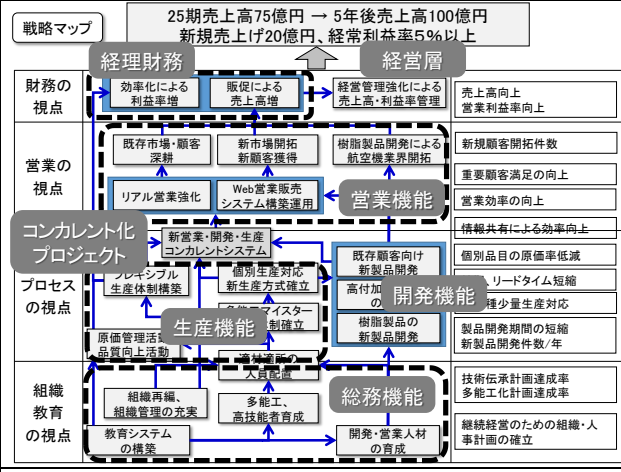 戦略マップ
25期売上高75億円 → 5年後売上高100億円
新規売上げ20億円、経常利益率5%以上
経理財務
経営層
財務の
視点
効率化による
利益率増
販促による
売上高増
経営管理強化による
売上高・利益率管理
売上高向上
営業利益率向上
営業の
視点
既存市場・顧客
深耕
新市場開拓
新顧客獲得
樹脂製品開発による
航空機業界開拓
新規顧客開拓件数
重要顧客満足の向上
リアル営業強化
Web営業販売
システム構築運用
営業機能
営業効率の向上
情報共有による効率向上
コンカレント化
プロジェクト
新営業・開発・生産
コンカレントシステム
プロセス
の視点
フレキシブル
生産体制構築
個別生産対応
新生産方式確立
既存顧客向け
新製品開発
高付加
の
開発機能
樹脂製品の
新製品開発
個別品目の原価率低減
リードタイム短縮
種少量生産対応
製品開発期間の短縮
新製品開発件数/年
生産機能
マイスター
制確立
原価管理活動
品質向上活動
適材適所の
人員配置
組織
教育
の視点
組織再編、
組織管理の充実
多能工、
高技能者育成
総務機能
教育システム
の構築
開発・営業人材
の育成
技術伝承計画達成率
多能工化計画達成率
継続経営のための組織・人
事計画の確立